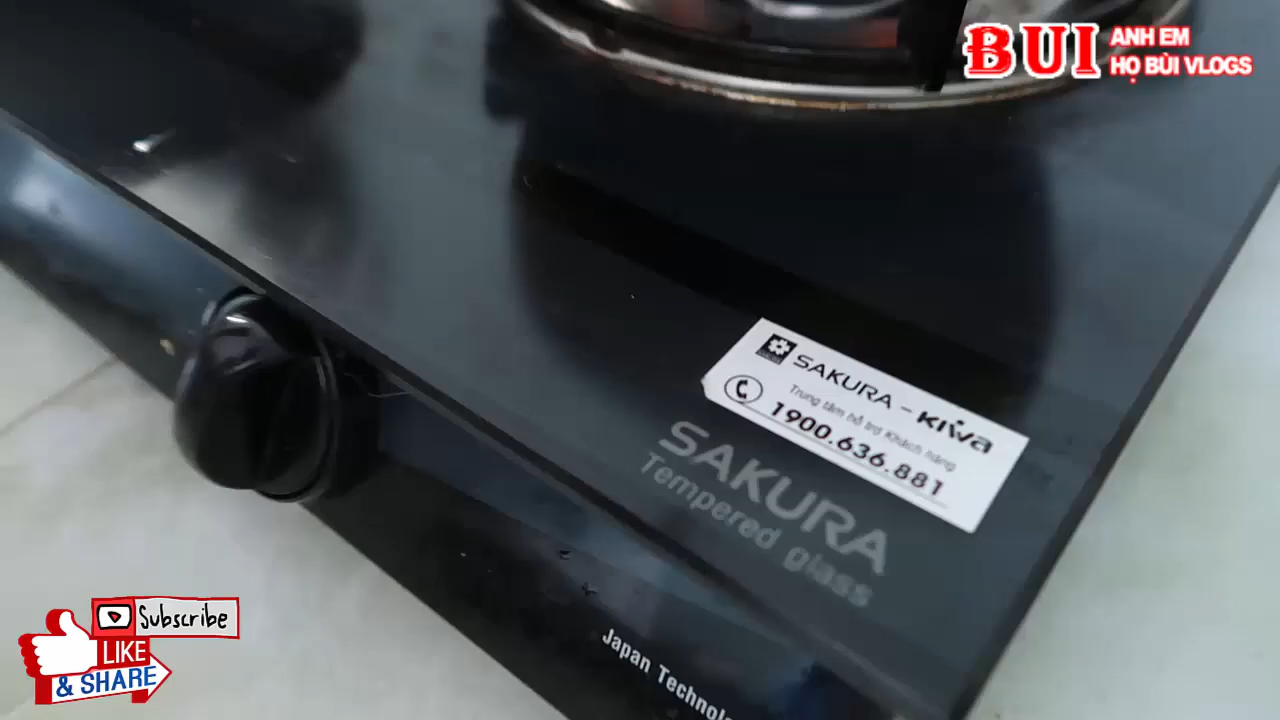 BUI
ANH EM
HỌ BÙI VLOGS
SAKURA - KIWA
Trung tâm hỗ trợ Khách hàng
1900.636.881
SAKURA
Tempered glass
Japan Technolo
Subscribe
LIKE
& SHARE